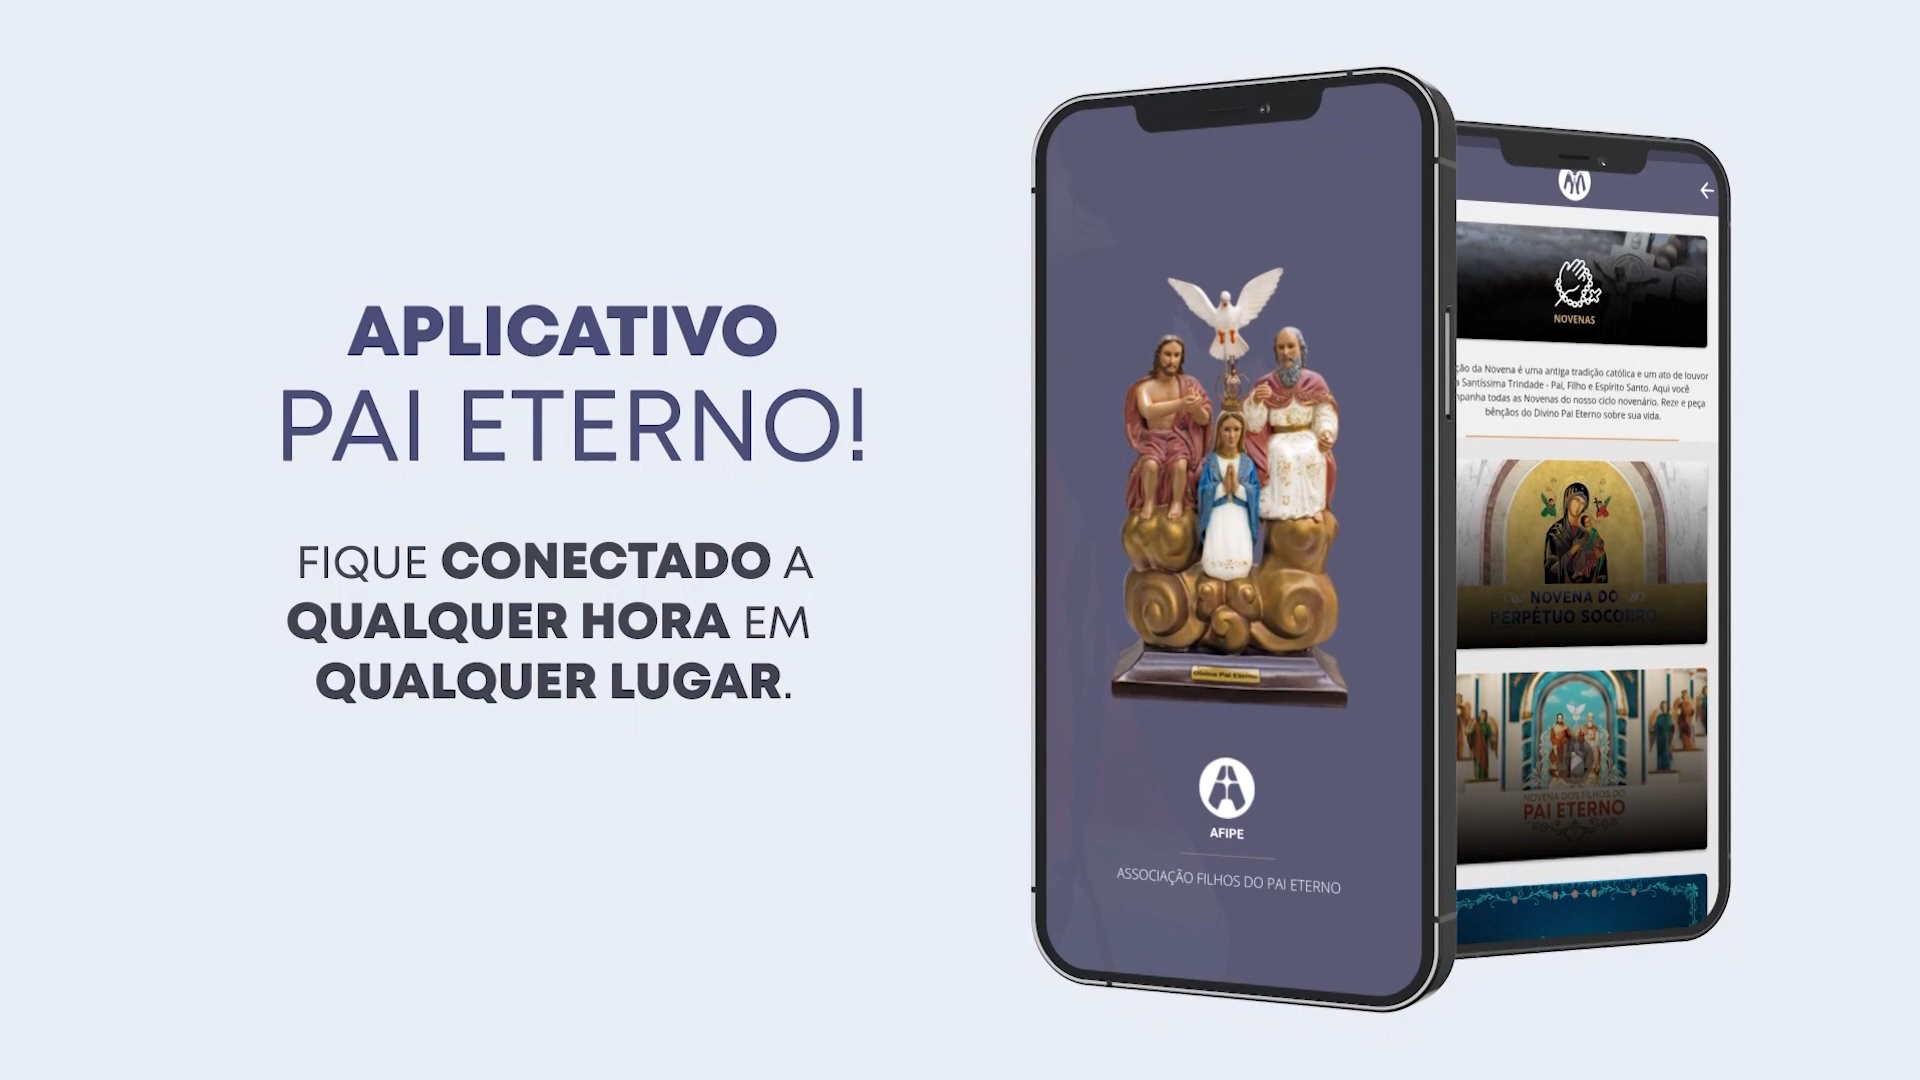 APLICATIVO
PAI ETERNO!
FIQUE CONECTADO A
QUALQUER HORA EM
QUALQUER LUGAR.
Divino Pai Eterno
AFIPE
ASSOCIAÇÃO FILHOS DO PAI ETERNO
NOVENAS
da Novena é uma antiga tradição católica e um ato de louvor
Santíssima Trindade - Pai, Filho e Espírito Santo. Aqui você
todas as Novenas do nosso ciclo novenário. Reze e peça
bênçãos do Divino Pai Eterno sobre sua vida.
NOVENA DO
PERPÉTUO SOCORRO
NOVENA DOS FILHOS DO
PAI ETERNO